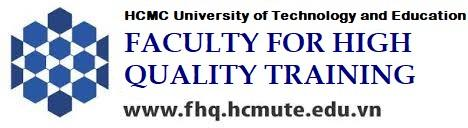 HCMC University of Technology and Education
FACULTY FOR HIGH
QUALITY TRAINING
www.fhq.hcmute.edu.vn